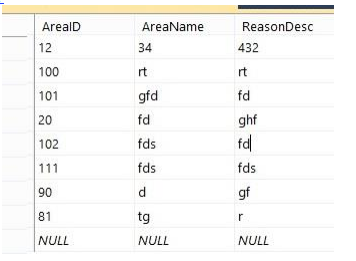 AreaID AreaName ReasonDesc
12 34 432
100 rt rt
101 gfd fd
20 fd ghf
102 fds fd
111 fds fds
90 d gf
81 tg r
NULL NULL NULL